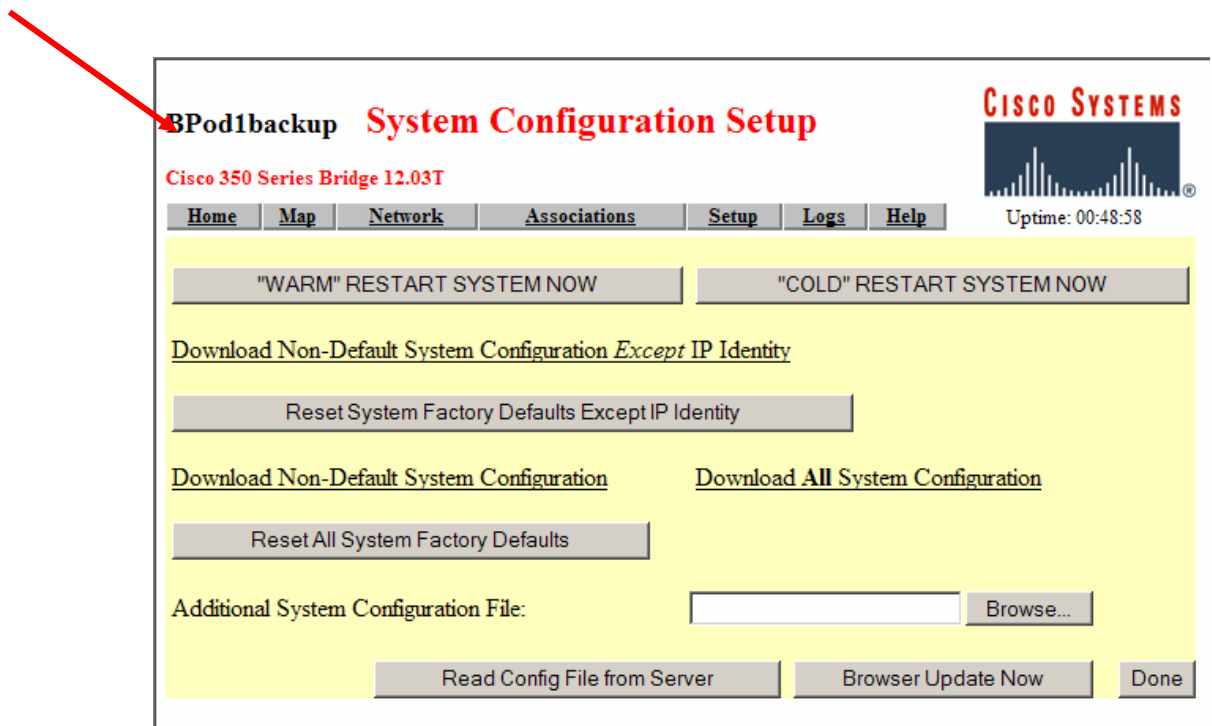 CISCO SYSTEMS
BPod1backup System Configuration Setup
Cisco 350 Series Bridge 12.03T
®
Home Map Network Associations Setup Logs Help Uptime: 00:48:58
"WARM" RESTART SYSTEM NOW "COLD" RESTART SYSTEM NOW
Download Non-Default System Configuration Except IP Identity
Reset System Factory Defaults Except IP Identity
Download Non-Default System Configuration Download All System Configuration
Reset All System Factory Defaults
Additional System Configuration File: Browse...
Read Config File from Server Browser Update Now Done